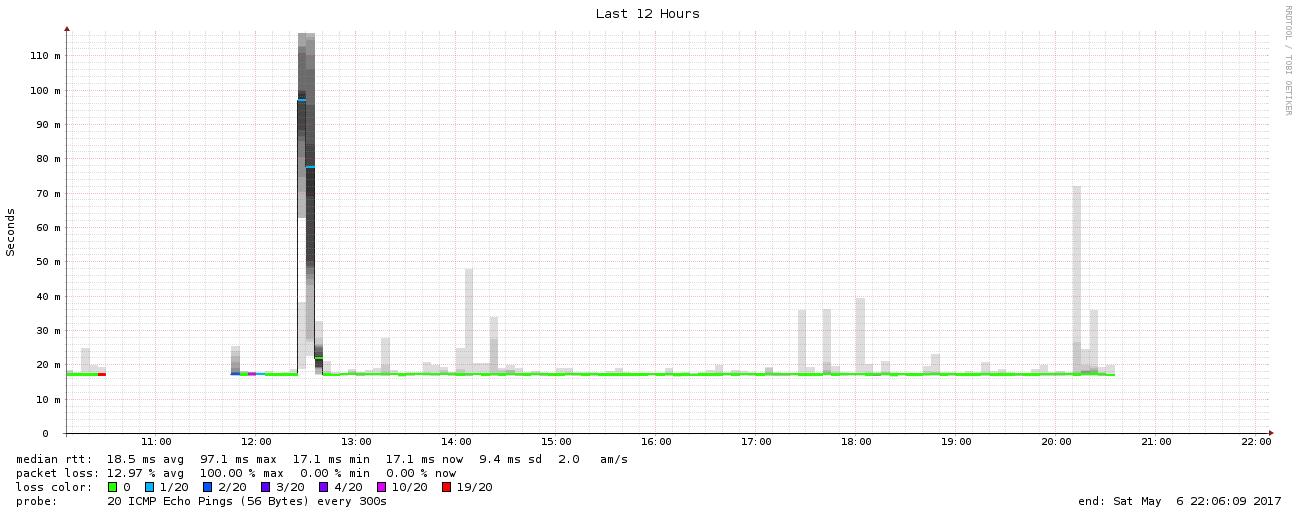 Last 12 Hours
RRDTOOL / TOBI OETIKER
Seconds
110 m
100 m
90 m
80 m
70 m
60 m
50 m
40 m
30 m
20 m
10 m
0
11:00 12:00 13:00 14:00 15:00 16:00 17:00 18:00 19:00 20:00 21:00 22:00
median rtt: 18.5 ms avg 97.1 ms max 17.1 ms min 17.1 ms now 9.4 ms sd 2.0 am/s
packet loss: 12.97 % avg 100.00 % max 0.00 % min 0.00 % now
loss color: 0 1/20 2/20 3/20 4/20 10/20 19/20
probe: 20 ICMP Echo Pings (56 Bytes) every 300s end: Sat May 6 22:06:09 2017